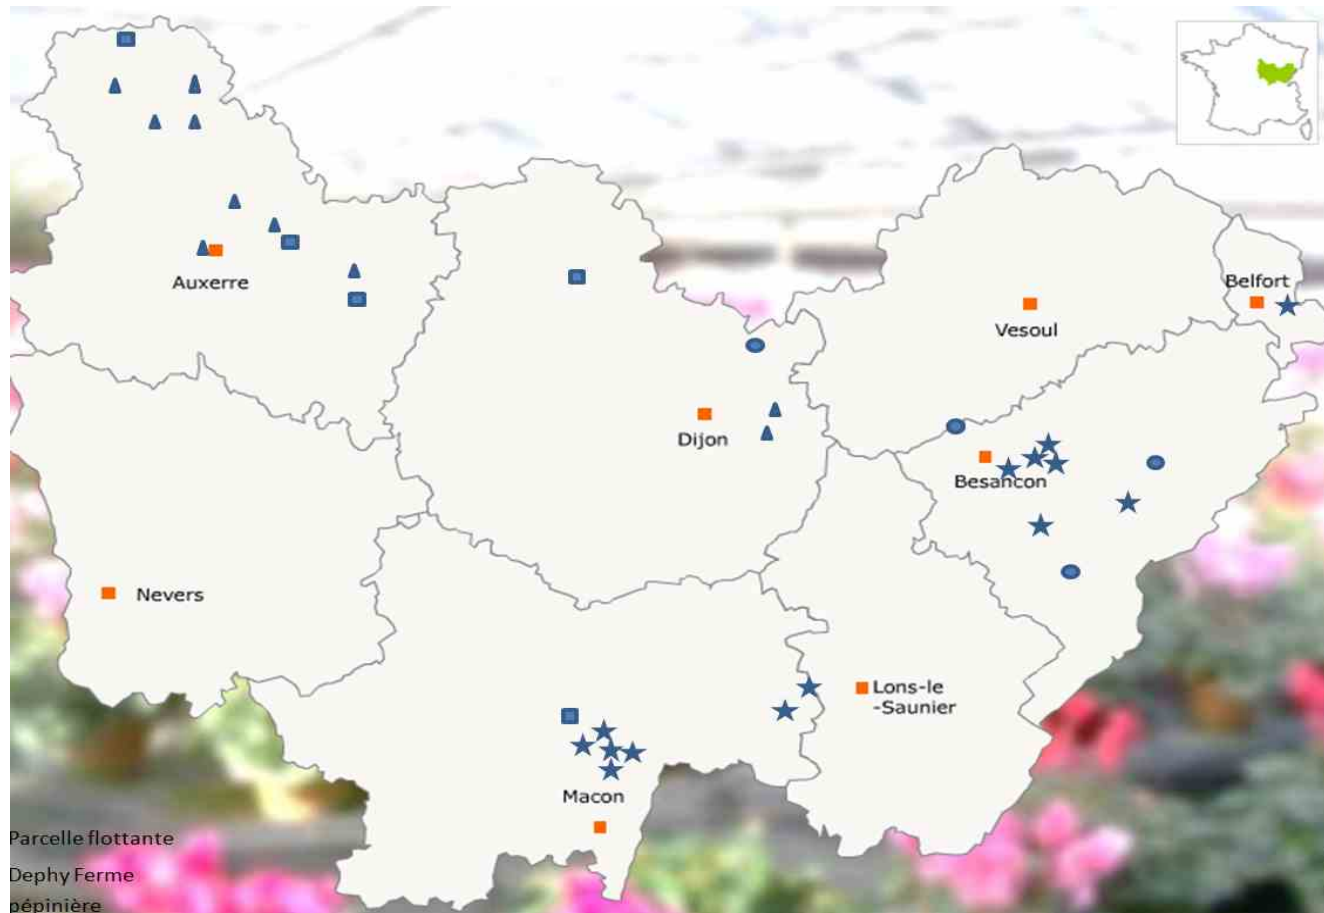 Belfort
Auxerre
Vesoul
Dijon
Besancon
Nevers
Lons-le
-Saunier
Macon
Parcelle flottante
Dephy Ferme
pépinière